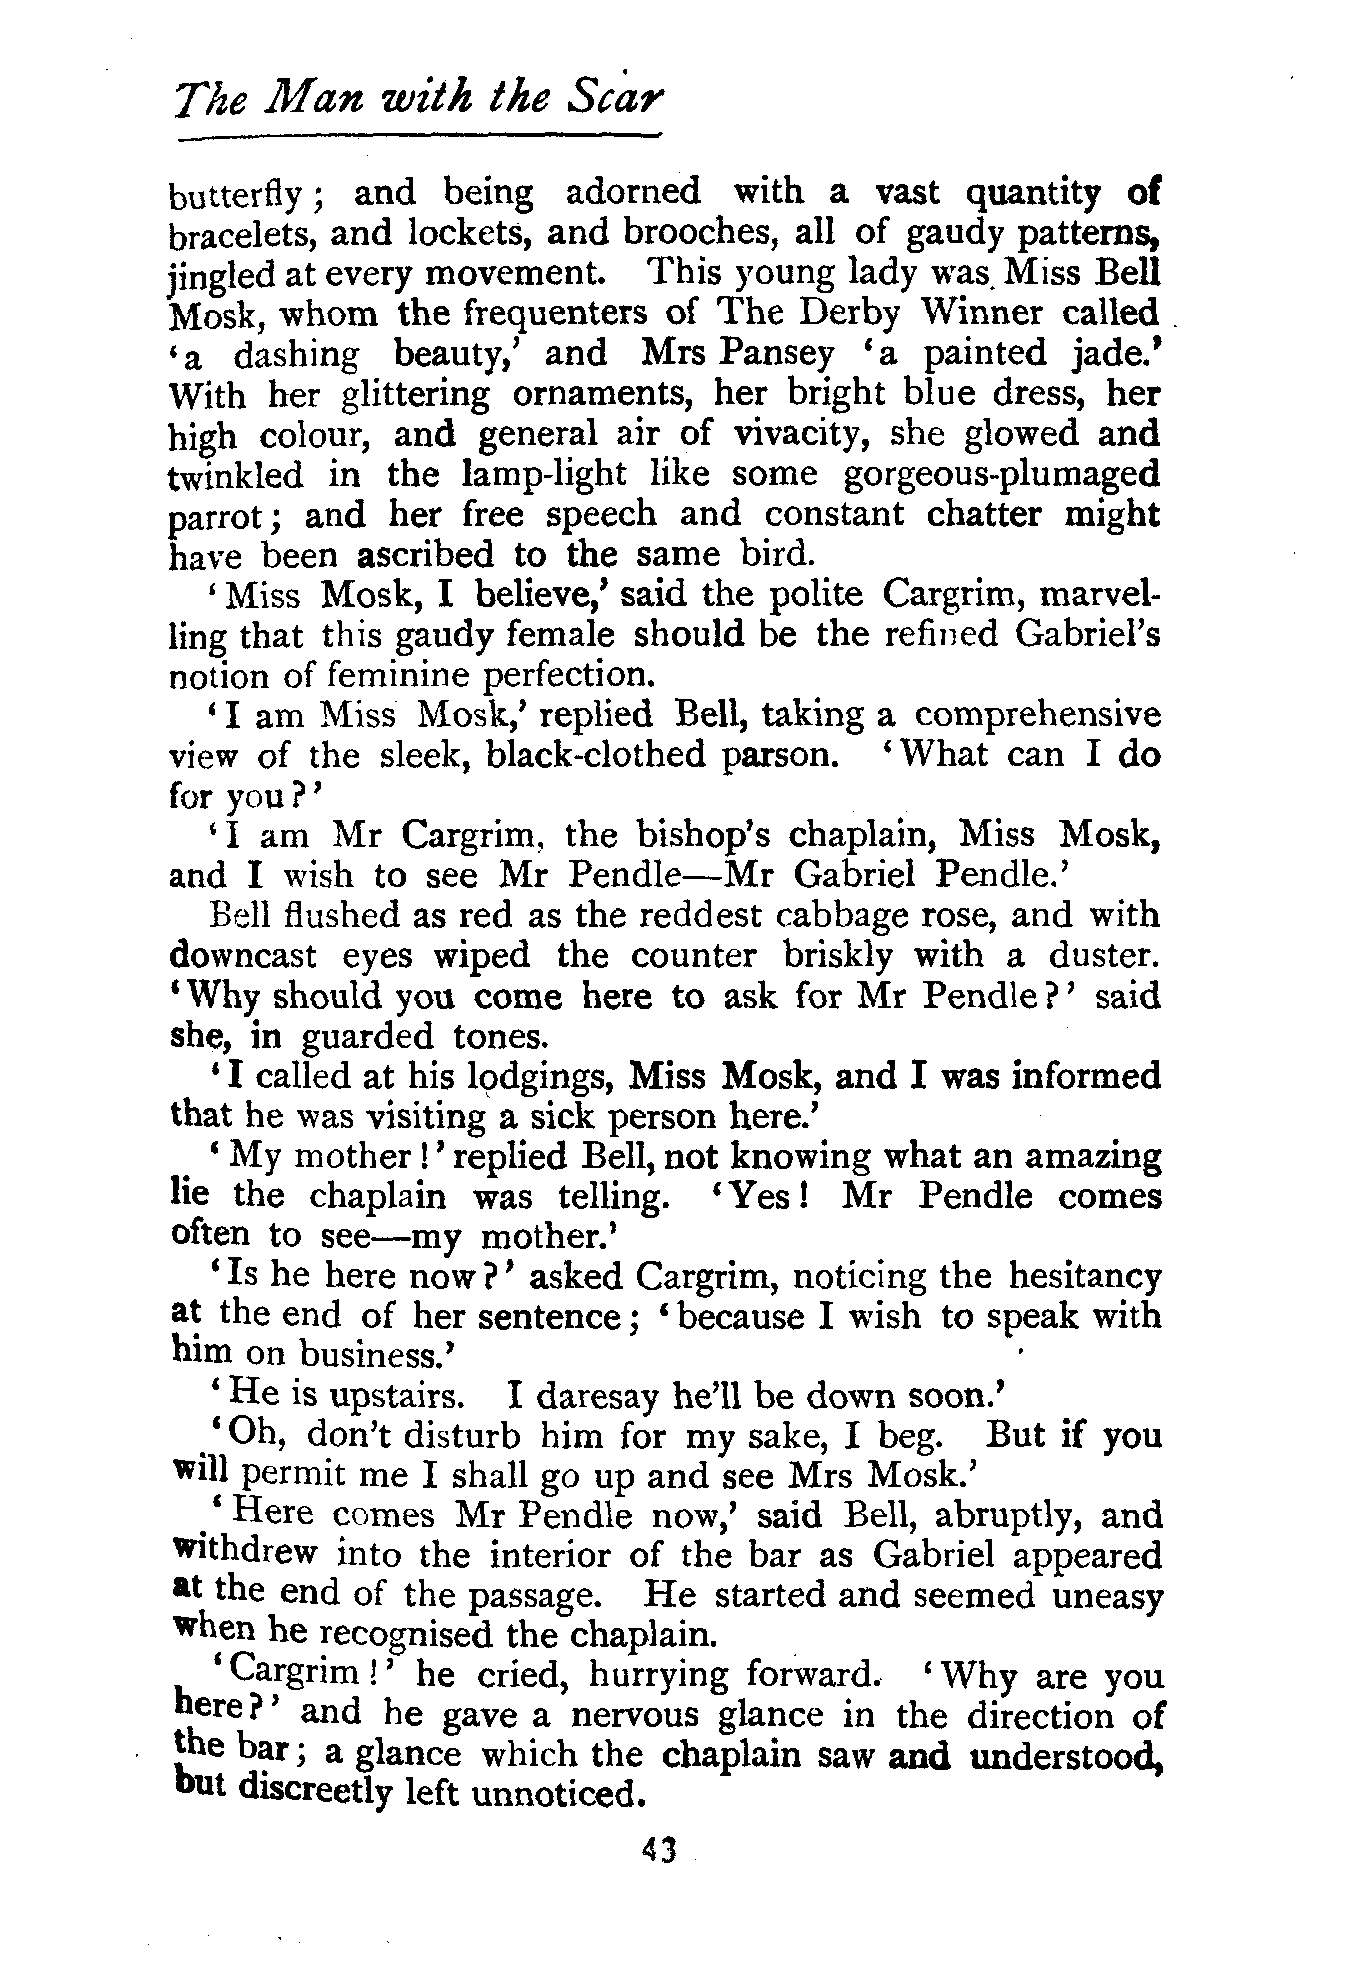 The Man with the Scar
butterfly ; and being adorned with a vast quantity of
bracelets, and lockets, and brooches, all of gaudy patterns,
jingled at every movement. This young lady was Miss Bell
Mosk, whom the frequenters of The Derby Winner called
‘a dashing beauty,’ and Mrs Pansey ‘a painted jade.’
With her glittering ornaments, her bright blue dress, her
high colour, and general air of vivacity, she glowed and
twinkled in the lamp-light like some gorgeous-plumaged
parrot ; and her free speech and constant chatter might
have been ascribed to the same bird.
‘Miss Mosk, I believe,’ said the polite Cargrim, marvel-
ling that this gaudy female should be the refined Gabriel’s
notion of feminine perfection.
‘I am Miss Mosk,’ replied Bell, taking a comprehensive
view of the sleek, black-clothed parson. ‘What can I do
for you ?’
‘I am Mr Cargrim, the bishop’s chaplain, Miss Mosk,
and I wish to see Mr Pendle—Mr Gabriel Pendle.’
Bell flushed as red as the reddest cabbage rose, and with
downcast eyes wiped the counter briskly with a duster.
‘Why should you come here to ask for Mr Pendle ?’ said
she, in guarded tones.
‘I called at his lodgings, Miss Mosk, and I was informed
that he was visiting a sick person here.’
‘My mother !’ replied Bell, not knowing what an amazing
lie the chaplain was telling. ‘Yes ! Mr Pendle comes
often to see—my mother.’
‘Is he here now ?’ asked Cargrim, noticing the hesitancy
at the end of her sentence ; ‘because I wish to speak with
him on business.’
‘He is upstairs. I daresay he’ll be down soon.’
‘Oh, don’t disturb him for my sake, I beg. But if you
will permit me I shall go up and see Mrs Mosk.’
‘Here comes Mr Pendle now,’ said Bell, abruptly, and
withdrew into the interior of the bar as Gabriel appeared
at the end of the passage. He started and seemed uneasy
when he recognised the chaplain.
‘Cargrim !’ he cried, hurrying forward. ‘Why are you
here ?’ and he gave a nervous glance in the direction of
the bar ; a glance which the chaplain saw and understood,
but discreetly left unnoticed.
43